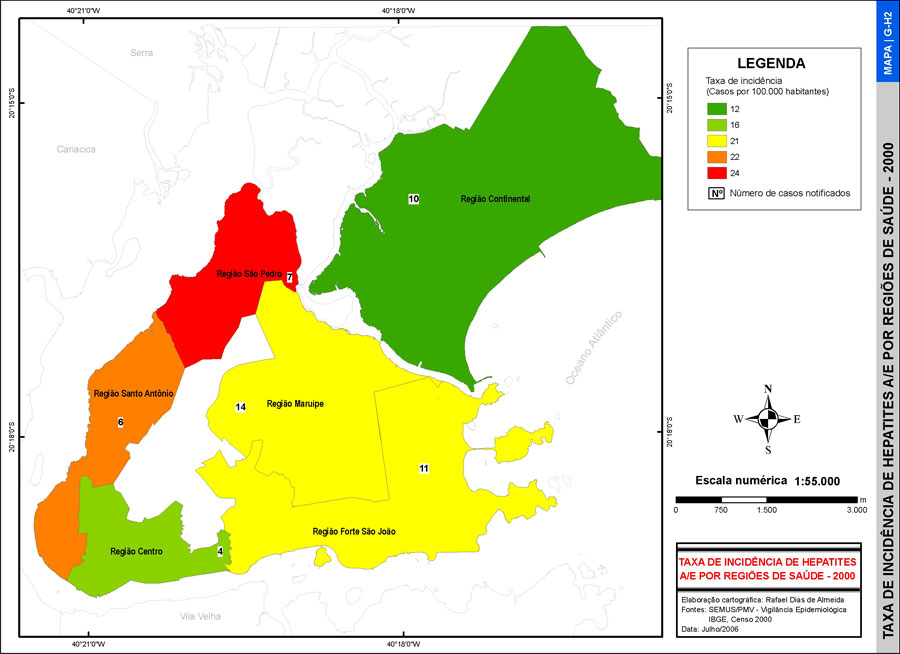 40°21'0"W
40°18'0"W
MAPA | G-H2
TAXA DE INCIDÊNCIA DE HEPATITES A/E POR REGIÕES DE SAÚDE - 2000
Serra
Cariacica
20°15'0"S
20°15'0"S
LEGENDA
Taxa de incidência
(Casos por 100.000 habitantes)
12
16
21
22
24
Nº Número de casos notificados
10
Região Continental
Região São Pedro
7
Oceano Atlântico
Região Santo Antônio
6
14
Região Maruípe
11
20°18'0"S
20°18'0"S
N
W E
S
Escala numérica 1:55.000
m
0 750 1.500 3.000
Região Forte São João
Região Centro
4
Vila Velha
TAXA DE INCIDÊNCIA DE HEPATITES
A/E POR REGIÕES DE SAÚDE - 2000
Elaboração cartográfica: Rafael Dias de Almeida
Fontes: SEMUS/PMV - Vigilância Epidemiológica
IBGE, Censo 2000
Data: Julho/2006
40°21'0"W
40°18'0"W